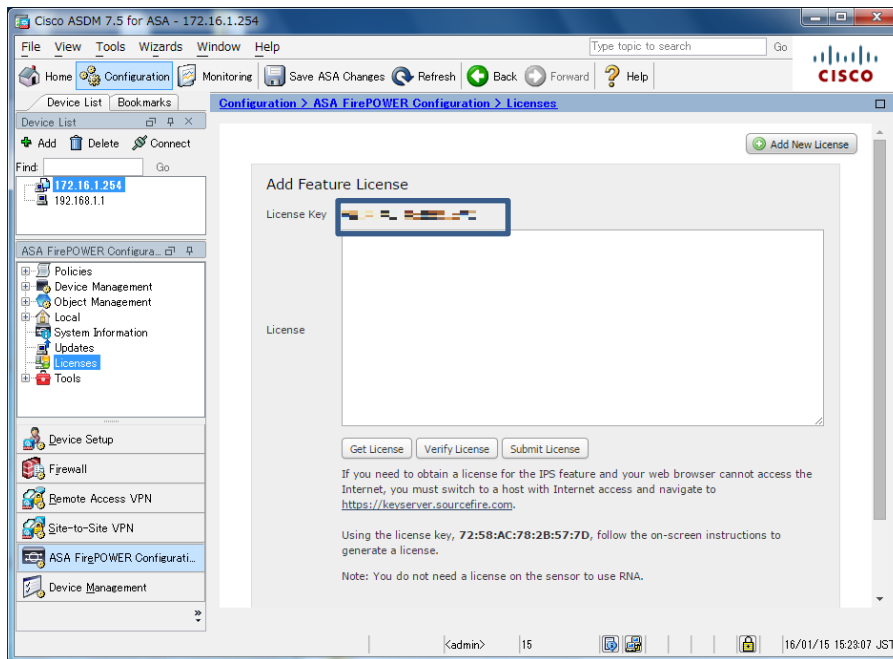 Cisco ASDM 7.5 for ASA - 172.16.1.254
File View Tools Wizards Window Help
Type topic to search
Go
Home Configuration Monitoring Save ASA Changes Refresh Back Forward Help
CISCO
Device List Bookmarks
Configuration > ASA FirePOWER Configuration > Licenses
Device List
Add Delete Connect
Find: Go
172.16.1.254
192.168.1.1
ASA FirePOWER Configura...
Policies
Device Management
Object Management
Local
System Information
Updates
Licenses
Tools
Device Setup
Firewall
Remote Access VPN
Site-to-Site VPN
ASA FirePOWER Configurati...
Device Management
Add New License
Add Feature License
License Key
License
Get License Verify License Submit License
If you need to obtain a license for the IPS feature and your web browser cannot access the
Internet, you must switch to a host with Internet access and navigate to
https://keyserver.sourcefire.com.
Using the license key, 72:58:AC:78:2B:57:7D, follow the on-screen instructions to
generate a license.
Note: You do not need a license on the sensor to use RNA.
<admin> 15 16/01/15 15:23:07 JST